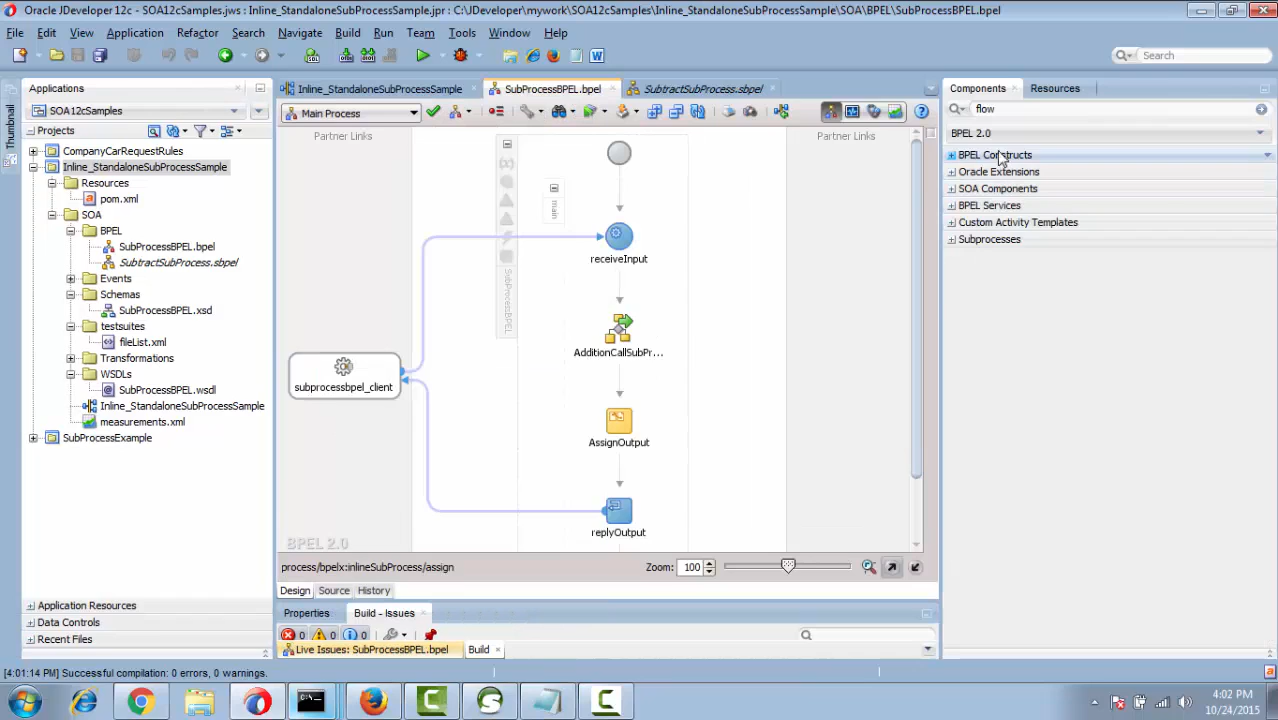 Oracle JDeveloper 12c - SOA12cSamples.jws : Inline_StandaloneSubProcessSample.jpr : C:\JDeveloper\mywork\SOA12cSamples\Inline_StandaloneSubProcessSample\SOA\BPEL\SubProcessBPEL.bpel
File Edit View Application Refactor Search Navigate Build Run Team Tools Window Help
Search
Thumbnail
Applications
SOA12cSamples
Projects
CompanyCarRequestRules
Inline_StandaloneSubProcessSample
Resources
pom.xml
SOA
BPEL
SubProcessBPEL.bpel
SubtractSubProcess.sbpel
Events
Schemas
SubProcessBPEL.xsd
testsuites
fileList.xml
Transformations
WSDLs
SubProcessBPEL.wsdl
Inline_StandaloneSubProcessSample
measurements.xml
SubProcessExample
Application Resources
Data Controls
Recent Files
Inline_StandaloneSubProcessSample SubProcessBPEL.bpel SubtractSubProcess.sbpel
Main Process
Partner Links
Partner Links
main
SubProcessBPEL
receiveInput
AdditionCallSubPr...
subprocessbpel_client
AssignOutput
replyOutput
BPEL 2.0
process/bpelx:inlineSubProcess/assign
Zoom: 100
Design Source History
Properties Build - Issues
0 0 0
Live Issues: SubProcessBPEL.bpel Build
Components Resources
flow
BPEL 2.0
BPEL Constructs
Oracle Extensions
SOA Components
BPEL Services
Custom Activity Templates
Subprocesses
[4:01:14 PM] Successful compilation: 0 errors, 0 warnings.
4:02 PM
10/24/2015